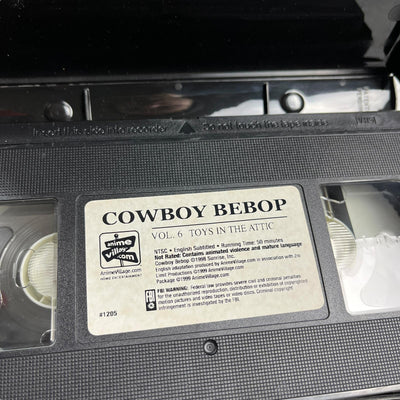 Insert this side into recorder
Do not touch the tape inside
VHS
COWBOY BEBOP
VOL. 6 TOYS IN THE ATTIC
anime
village
.com
AnimeVillage.com
NTSC • English Subtitled • Running Time: 50 minutes
Not Rated: Contains animated violence and mature language
Cowboy Bebop ©1998 Sunrise, Inc.
English adaptation produced by AnimeVillage.com in association with Zro
Limit Productions ©1999 AnimeVillage.com
Package ©1999 AnimeVillage.com
FBI WARNING: Federal law provides severe civil and criminal penalties
for the unauthorized reproduction, distribution or exhibition of copyrighted
motion pictures and video tapes or video discs. Criminal copyright
infringement is investigated by the FBI.
#1205